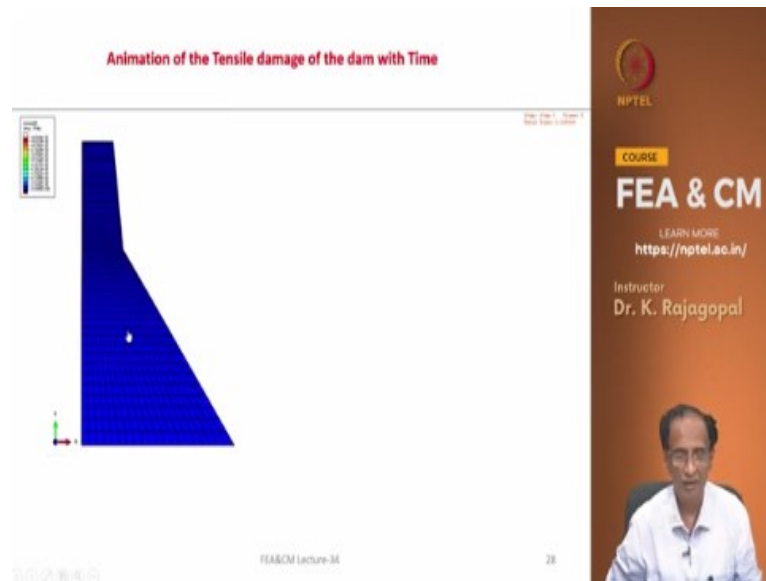 Animation of the Tensile damage of the dam with Time
NPTEL
COURSE
FEA & CM
LEARN MORE
https://nptel.ac.in/
Instructor
Dr. K. Rajagopal
FEA&CM Lecture-34
28